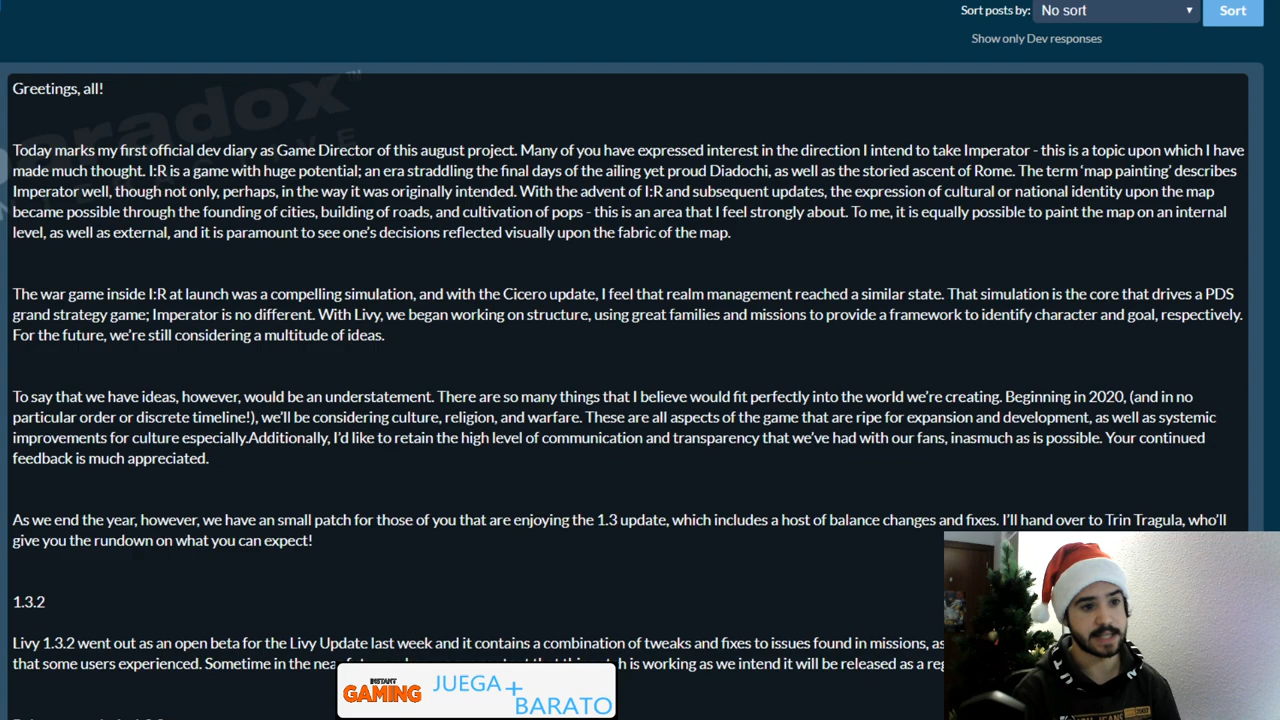 Sort posts by:
No sort
Sort
Show only Dev responses
Greetings, all!
Today marks my first official dev diary as Game Director of this august project. Many of you have expressed interest in the direction I intend to take Imperator - this is a topic upon which I have
made much thought. I:R is a game with huge potential; an era straddling the final days of the ailing yet proud Diadochi, as well as the storied ascent of Rome. The term ‘map painting’ describes
Imperator well, though not only, perhaps, in the way it was originally intended. With the advent of I:R and subsequent updates, the expression of cultural or national identity upon the map
became possible through the founding of cities, building of roads, and cultivation of pops - this is an area that I feel strongly about. To me, it is equally possible to paint the map on an internal
level, as well as external, and it is paramount to see one’s decisions reflected visually upon the fabric of the map.
The war game inside I:R at launch was a compelling simulation, and with the Cicero update, I feel that realm management reached a similar state. That simulation is the core that drives a PDS
grand strategy game; Imperator is no different. With Livy, we began working on structure, using great families and missions to provide a framework to identify character and goal, respectively.
For the future, we’re still considering a multitude of ideas.
To say that we have ideas, however, would be an understatement. There are so many things that I believe would fit perfectly into the world we’re creating. Beginning in 2020, (and in no
particular order or discrete timeline!), we’ll be considering culture, religion, and warfare. These are all aspects of the game that are ripe for expansion and development, as well as systemic
improvements for culture especially.Additionally, I’d like to retain the high level of communication and transparency that we’ve had with our fans, inasmuch as is possible. Your continued
feedback is much appreciated.
As we end the year, however, we have an small patch for those of you that are enjoying the 1.3 update, which includes a host of balance changes and fixes. I’ll hand over to Trin Tragula, who’ll
give you the rundown on what you can expect!
1.3.2
Livy 1.3.2 went out as an open beta for the Livy Update last week and it contains a combination of tweaks and fixes to issues found in missions, as
that some users experienced. Sometime in the near is working as we intend it will be released as a reg
INSTANT
GAMING
JUEGA+
BARATO